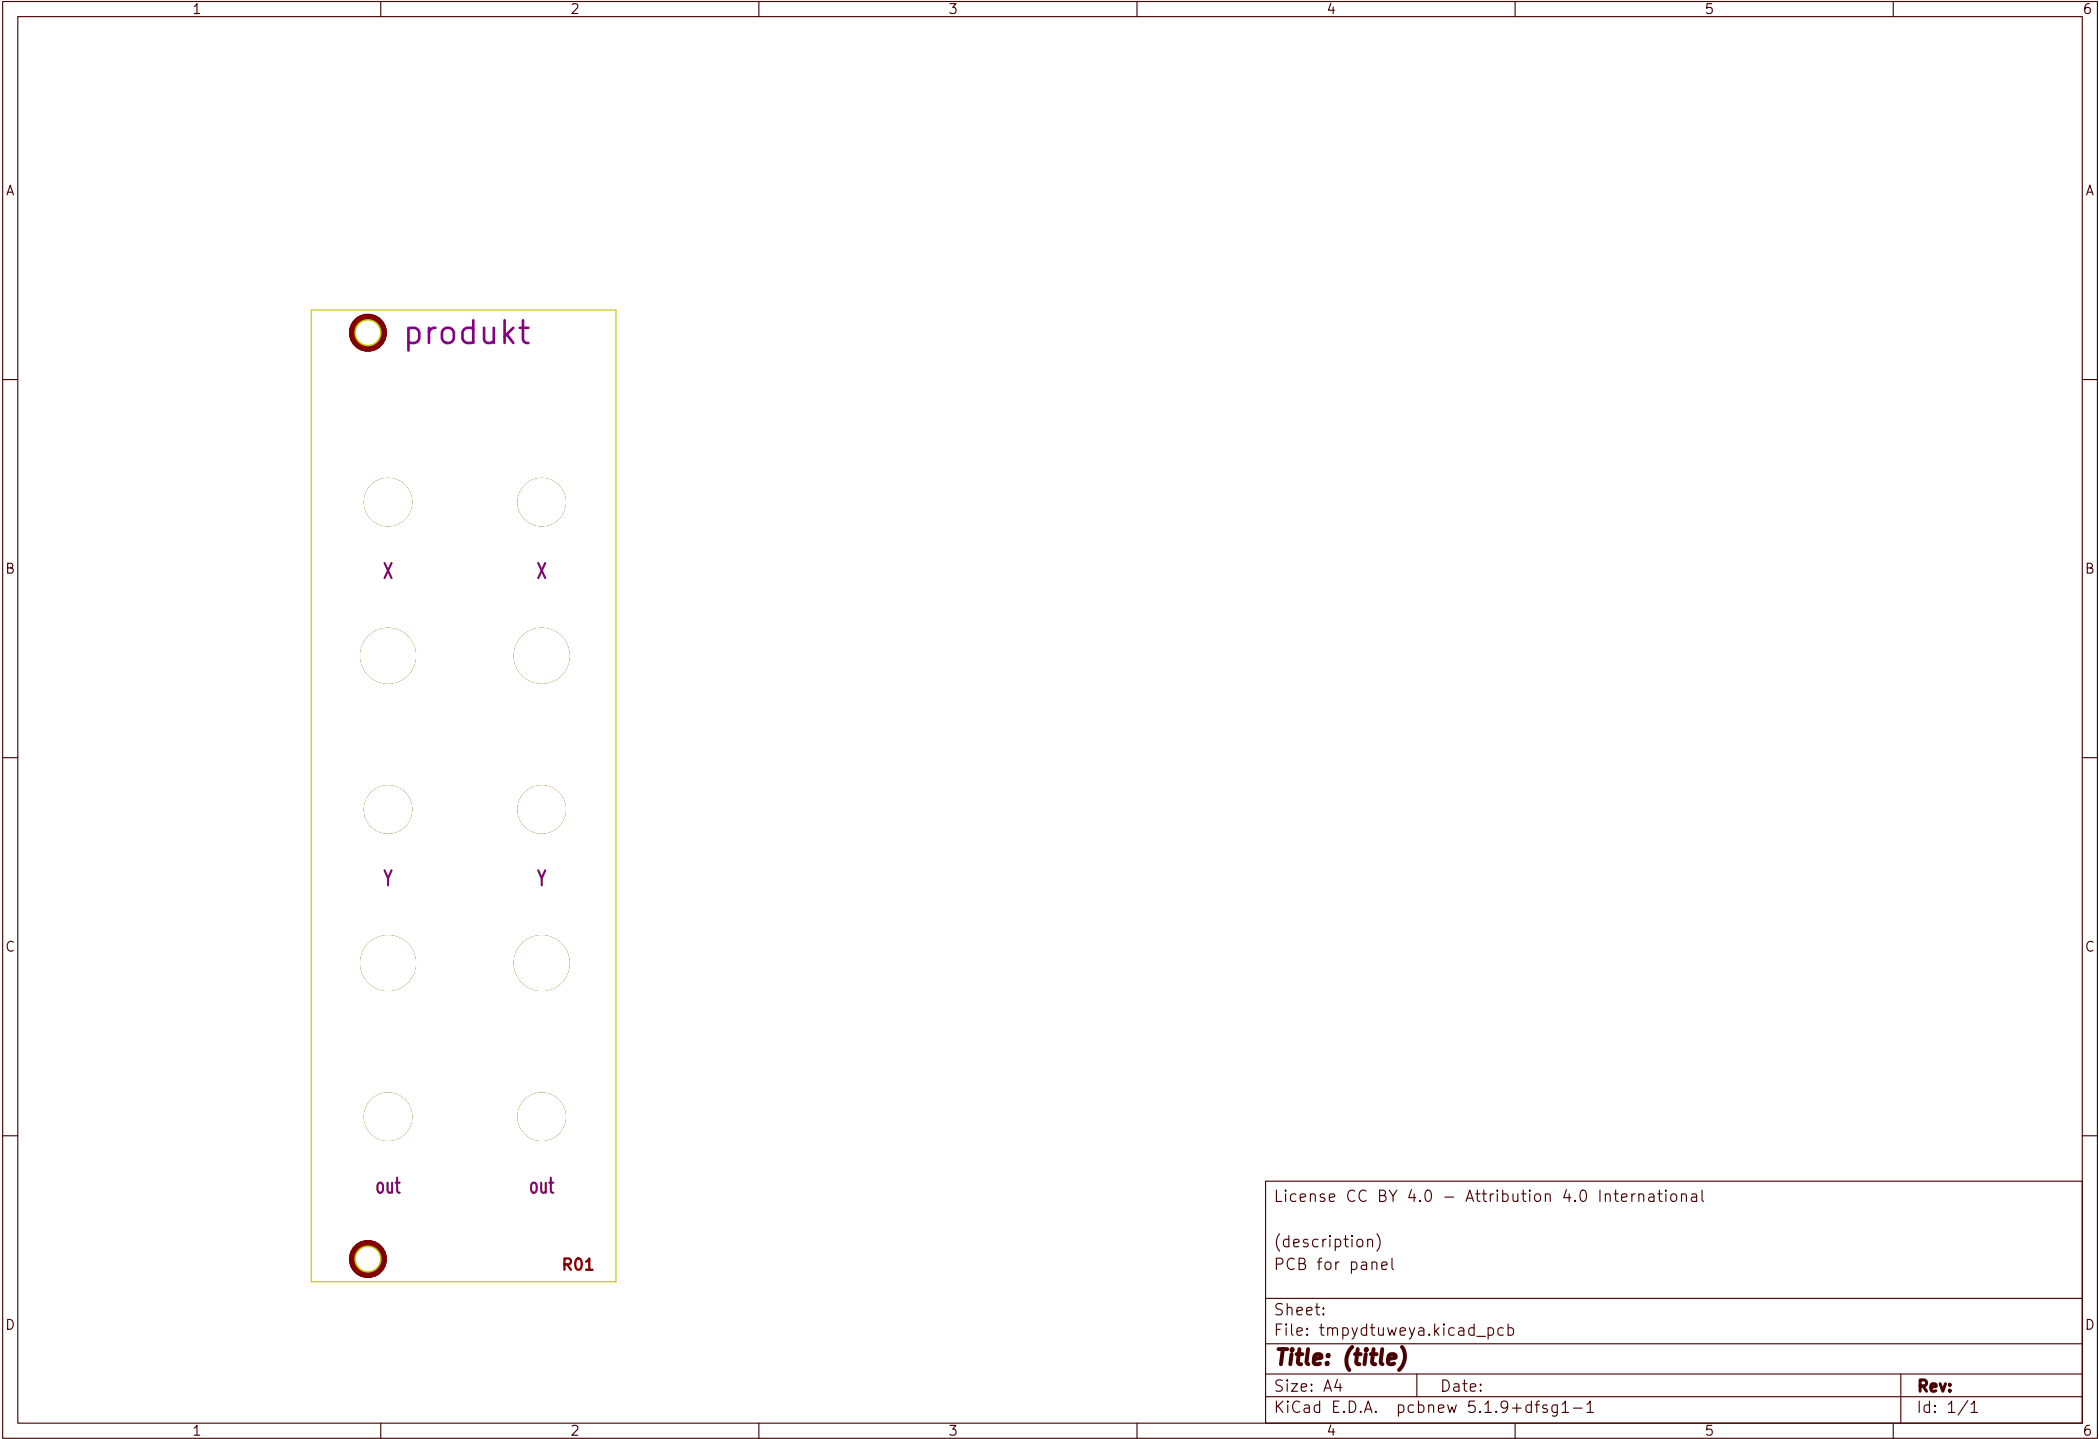 1 2 3 4 5 6
A A
produkt
X X
B B
Y Y
C C
out out
License CC BY 4.0 – Attribution 4.0 International
(description)
PCB for panel
R01
Sheet:
D D
File: tmpydtuweya.kicad_pcb
Title: (title)
Size: A4 Date: Rev:
KiCad E.D.A. pcbnew 5.1.9+dfsg1-1 Id: 1/1
1 2 3 4 5 6